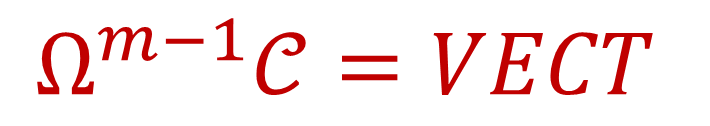 Ω^{m−1}𝒞 = VECT